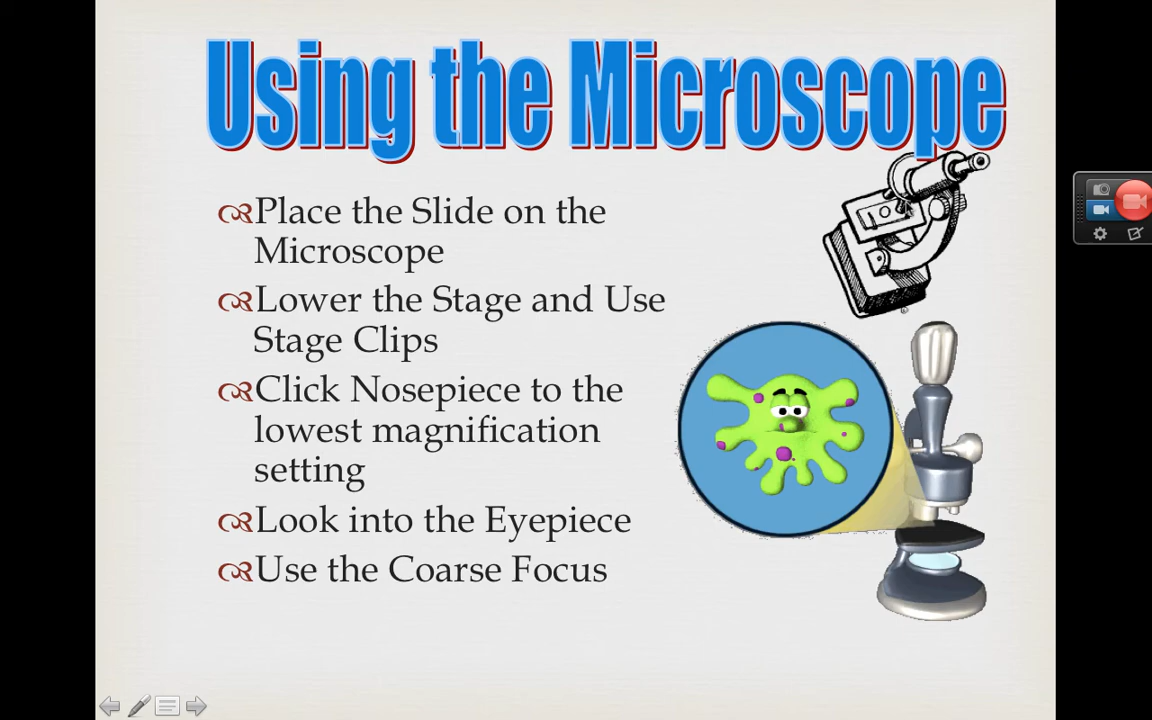 Using the Microscope
Place the Slide on the
Microscope
Lower the Stage and Use
Stage Clips
Click Nosepiece to the
lowest magnification
setting
Look into the Eyepiece
Use the Coarse Focus